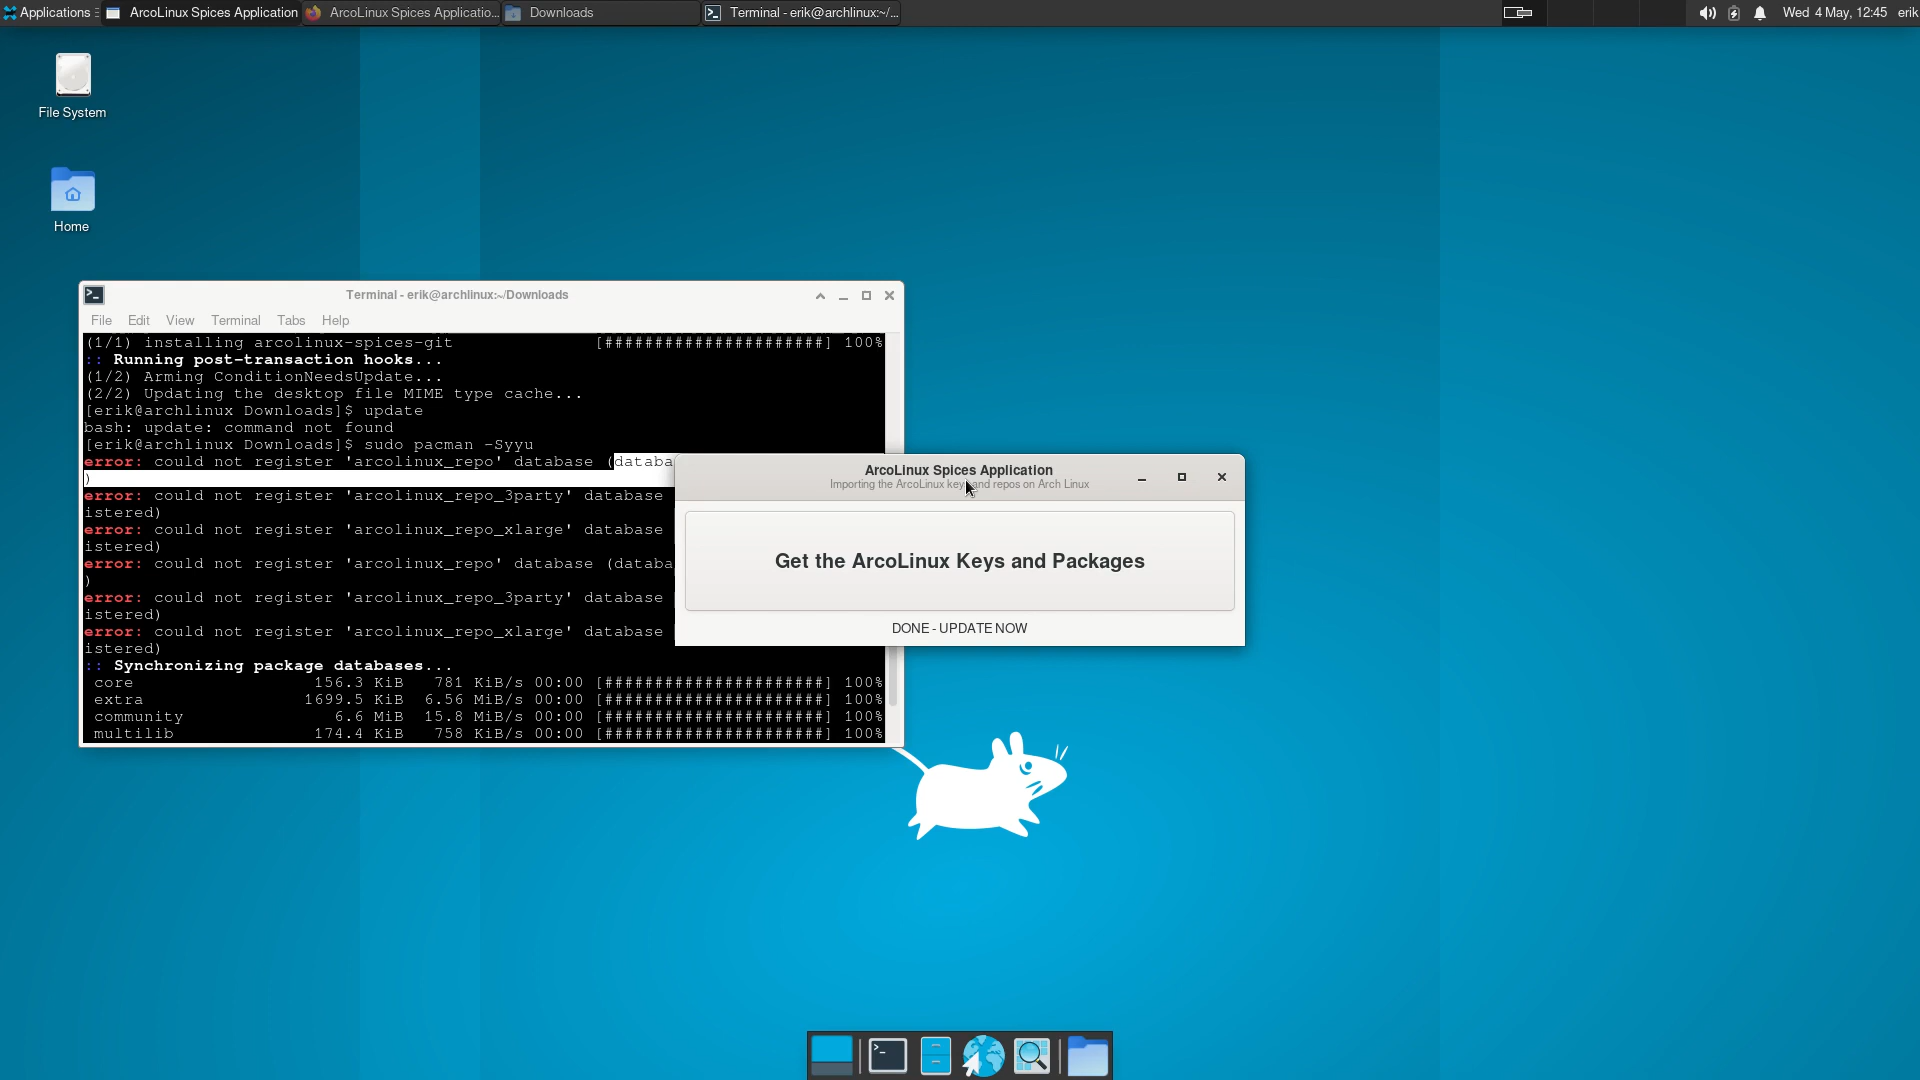 Applications ArcoLinux Spices Application ArcoLinux Spices Applicatio... Downloads Terminal - erik@archlinux:~/... Wed 4 May, 12:45 erik
File System
Home
Terminal - erik@archlinux:~/Downloads
File Edit View Terminal Tabs Help
(1/1) installing arcolinux-spices-git [######################] 100%
:: Running post-transaction hooks...
(1/2) Arming ConditionNeedsUpdate...
(2/2) Updating the desktop file MIME type cache...
[erik@archlinux Downloads]$ update
bash: update: command not found
[erik@archlinux Downloads]$ sudo pacman -Syyu
error: could not register 'arcolinux_repo' database (databa
)
error: could not register 'arcolinux_repo_3party' database
istered)
error: could not register 'arcolinux_repo_xlarge' database
istered)
error: could not register 'arcolinux_repo' database (databa
)
error: could not register 'arcolinux_repo_3party' database
istered)
error: could not register 'arcolinux_repo_xlarge' database
istered)
:: Synchronizing package databases...
core 156.3 KiB 781 KiB/s 00:00 [######################] 100%
extra 1699.5 KiB 6.56 MiB/s 00:00 [######################] 100%
community 6.6 MiB 15.8 MiB/s 00:00 [######################] 100%
multilib 174.4 KiB 758 KiB/s 00:00 [######################] 100%
ArcoLinux Spices Application
Importing the ArcoLinux key and repos on Arch Linux
Get the ArcoLinux Keys and Packages
DONE - UPDATE NOW